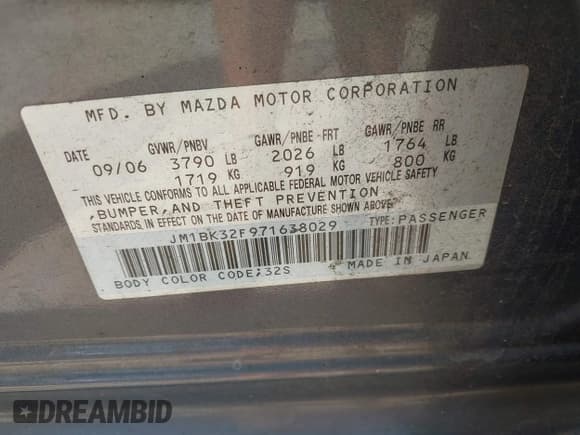 MFD. BY MAZDA MOTOR CORPORATION
DATE GVWR/PNBV GAWR/PNBE-FRT GAWR/PNBE RR
09/06 3790 LB 2026 LB 1764 LB
1719 KG 919 KG 800 KG
THIS VEHICLE CONFORMS TO ALL APPLICABLE FEDERAL MOTOR VEHICLE SAFETY
,BUMPER,AND THEFT PREVENTION
STANDARDS IN EFFECT ON THE DATE OF MANUFACTURE SHOWN ABOVE.
JM1BK32F971638029 TYPE:PASSENGER
BODY COLOR CODE:32S MADE IN JAPAN
DREAMBID